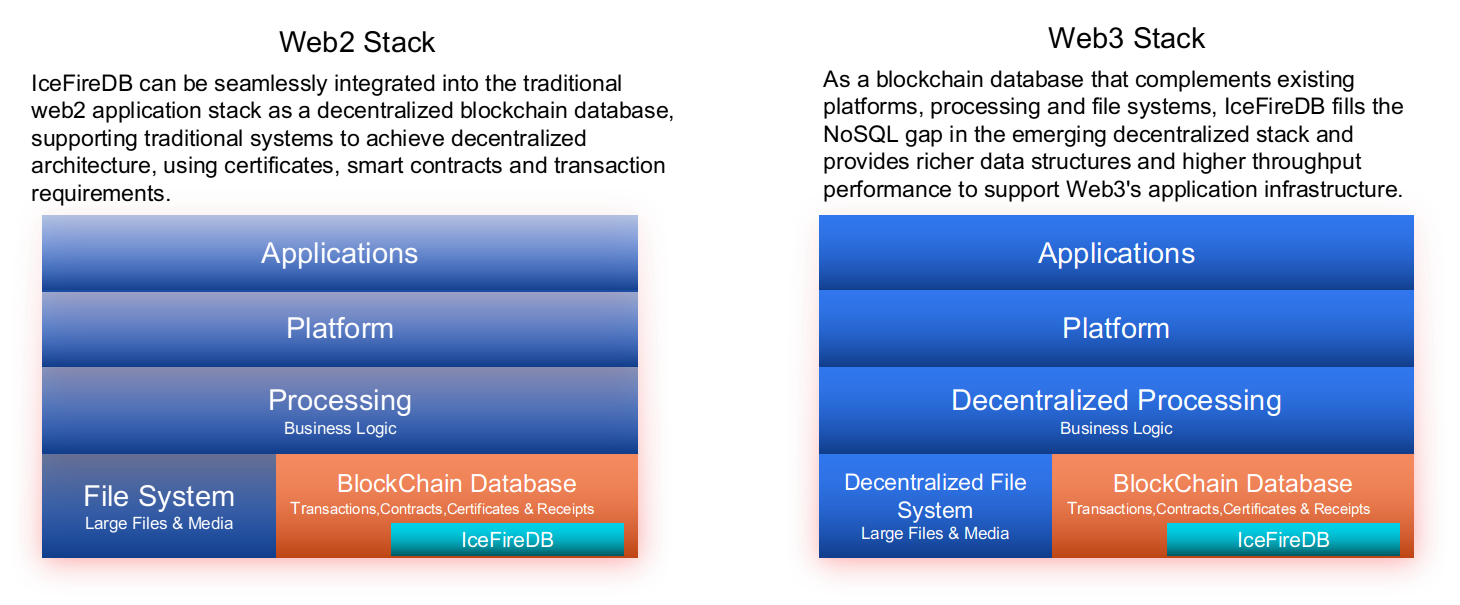 Web2 Stack
IceFireDB can be seamlessly integrated into the traditional
web2 application stack as a decentralized blockchain database,
supporting traditional systems to achieve decentralized
architecture, using certificates, smart contracts and transaction
requirements.
Applications
Platform
Processing
Business Logic
File System
Large Files & Media
BlockChain Database
Transactions,Contracts,Certificates & Receipts
IceFireDB
Web3 Stack
As a blockchain database that complements existing
platforms, processing and file systems, IceFireDB fills the
NoSQL gap in the emerging decentralized stack and
provides richer data structures and higher throughput
performance to support Web3's application infrastructure.
Applications
Platform
Decentralized Processing
Business Logic
Decentralized File
System
Large Files & Media
BlockChain Database
Transactions,Contracts,Certificates & Receipts
IceFireDB